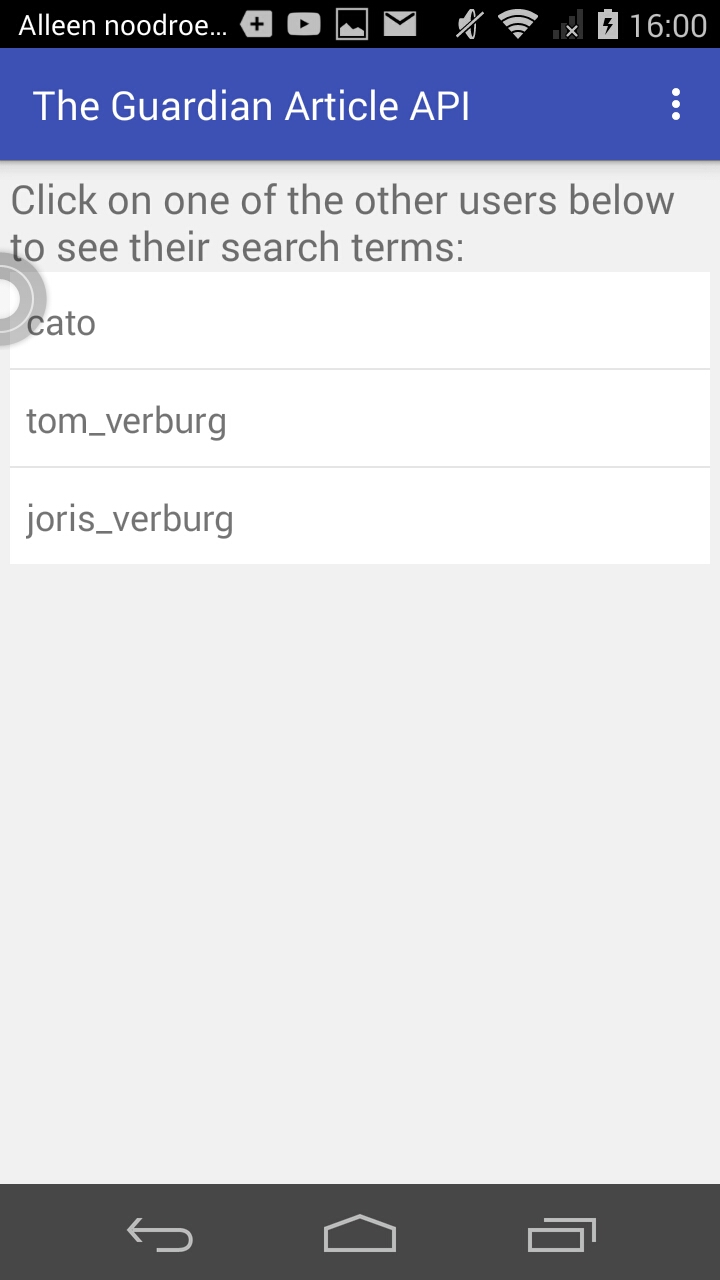 Alleen noodroe... 16:00
The Guardian Article API
Click on one of the other users below
to see their search terms:
cato
tom_verburg
joris_verburg